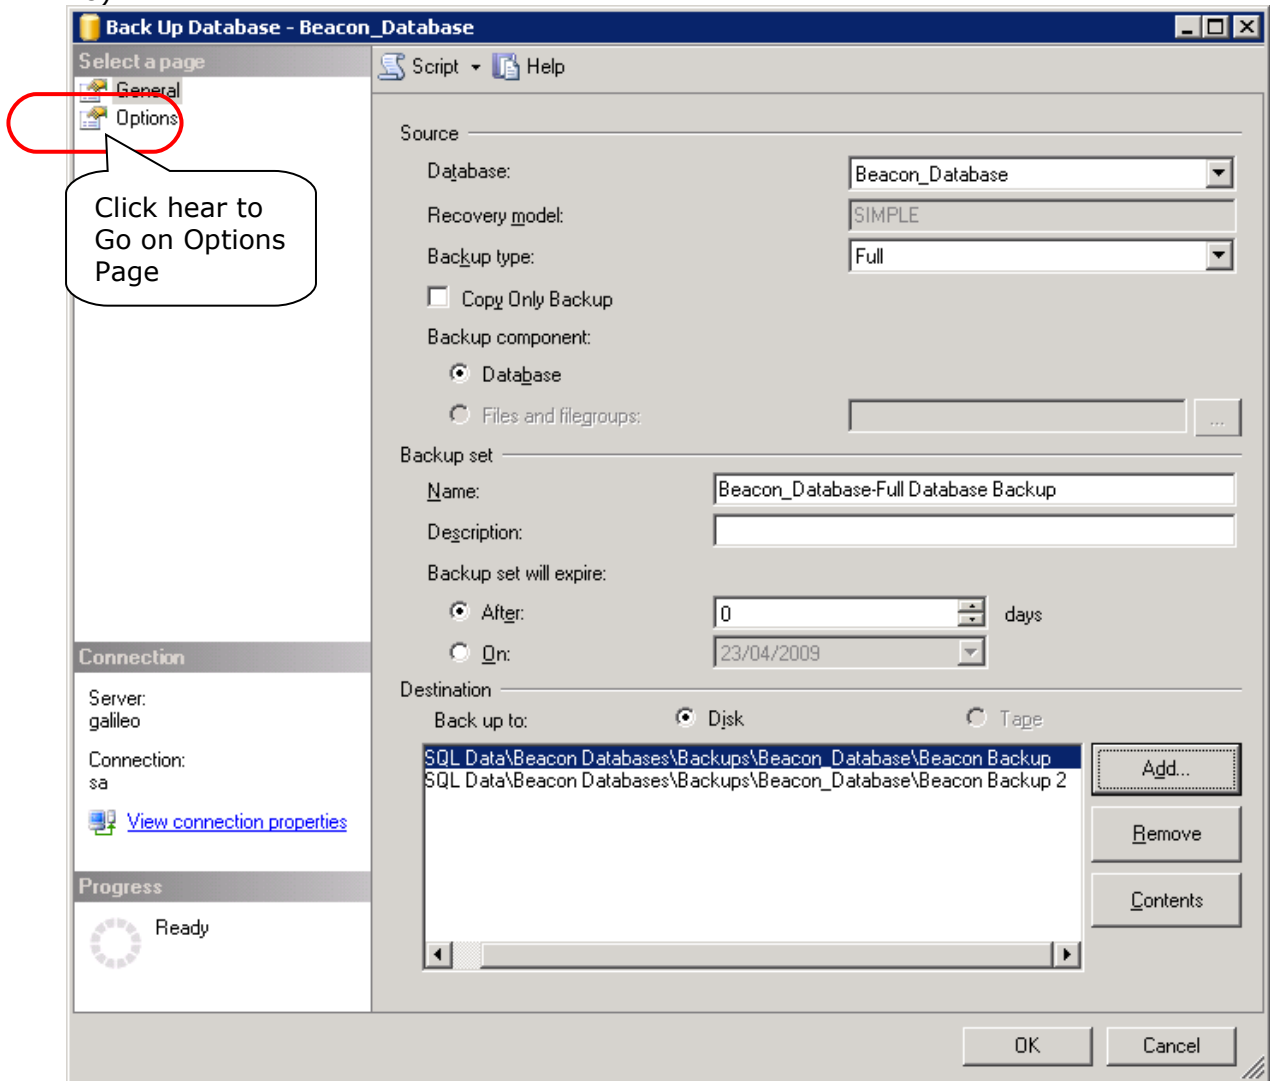 Back Up Database - Beacon_Database
Select a page
General
Options
Click hear to
Go on Options
Page
Script Help
Source
Database: Beacon_Database
Recovery model: SIMPLE
Backup type: Full
Copy Only Backup
Backup component:
Database
Files and filegroups: ...
Backup set
Name: Beacon_Database-Full Database Backup
Description:
Backup set will expire:
After: 0 days
On: 23/04/2009
Destination
Back up to: Disk Tape
SQL Data\Beacon Databases\Backups\Beacon_Database\Beacon Backup
SQL Data\Beacon Databases\Backups\Beacon_Database\Beacon Backup 2
Add...
Remove
Contents
Connection
Server:
galileo
Connection:
sa
View connection properties
Progress
Ready
OK Cancel